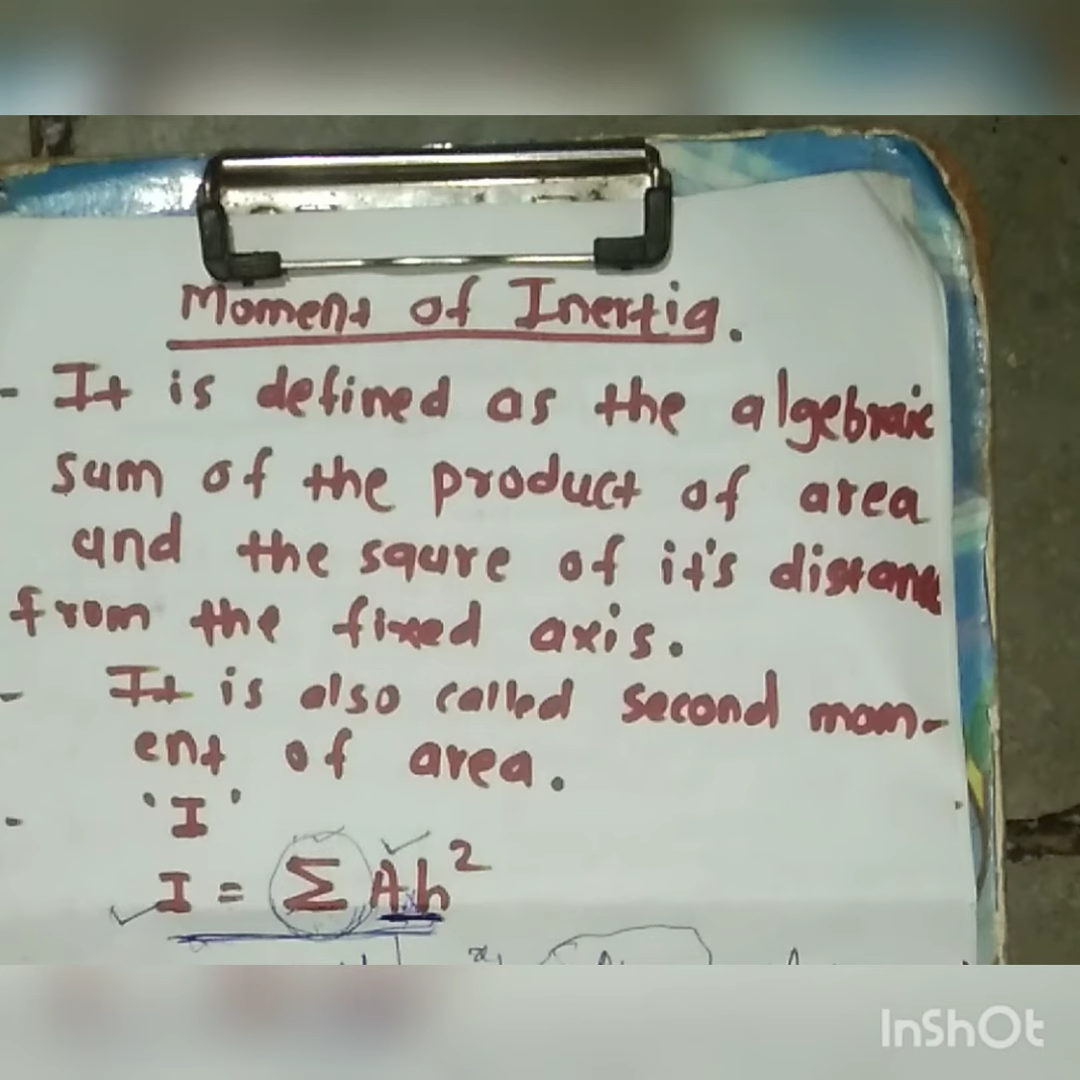 Moment of Inertia.
- It is defined as the algebraic
sum of the product of area
and the squre of it's distance
from the fixed axis.
- It is also called second mom-
ent of area.
- 'I'
I = Σ Ah²
InShOt